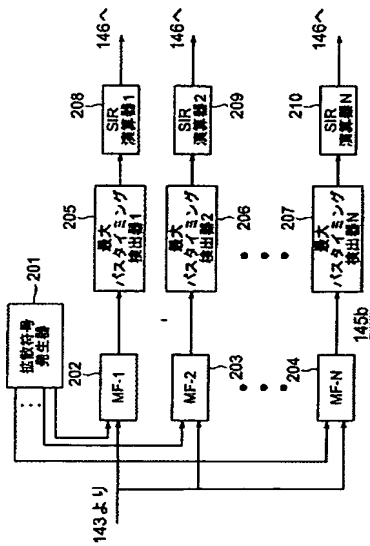 146へ
146へ
146へ
208
SIR
演算器1
209
SIR
演算器2
210
SIR
演算器N
205
最大
パスタイミング
検出器1
206
最大
パスタイミング
検出器2
207
最大
パスタイミング
検出器N
201
拡散符号
発生器
202
MF-1
203
MF-2
204
MF-N
145b
143より